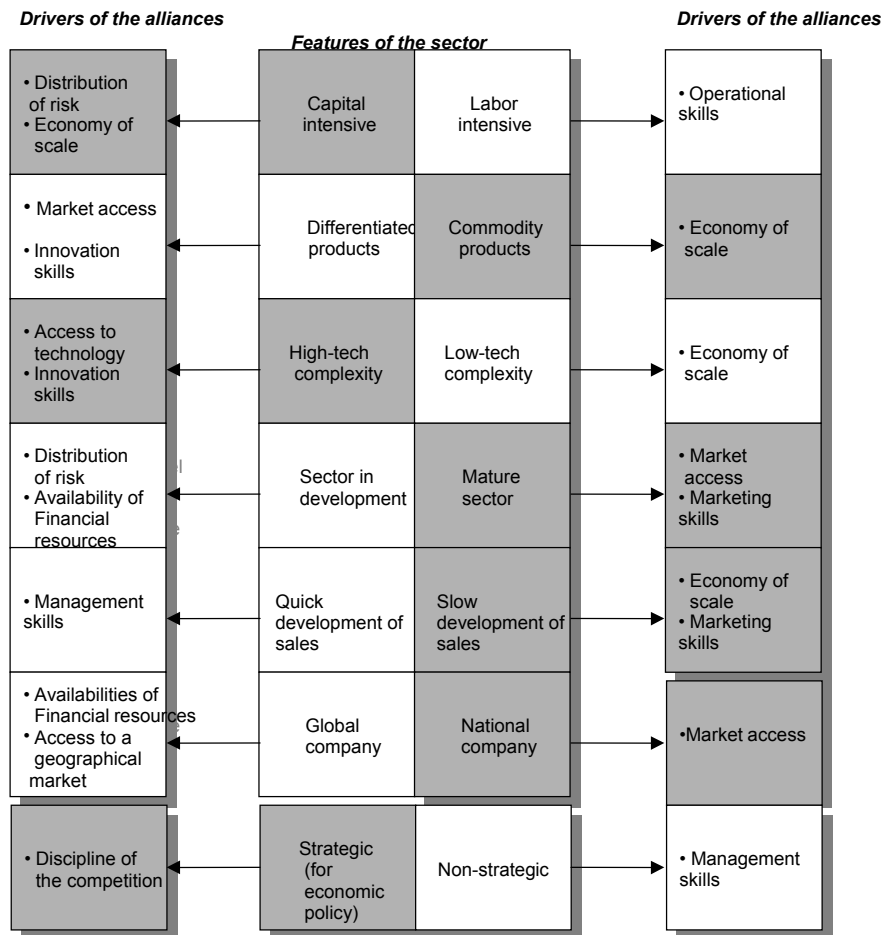 Drivers of the alliances
Drivers of the alliances
Features of the sector
• Distribution
of risk
• Economy of
scale
Capital
intensive
Labor
intensive
• Operational
skills
• Market access
• Innovation
skills
Differentiated
products
Commodity
products
• Economy of
scale
• Access to
technology
• Innovation
skills
High-tech
complexity
Low-tech
complexity
• Economy of
scale
• Distribution
of risk
• Availability of
Financial
resources
Sector in
development
Mature
sector
• Market
access
• Marketing
skills
• Management
skills
Quick
development of
sales
Slow
development of
sales
• Economy of
scale
• Marketing
skills
• Availabilities of
Financial resources
• Access to a
geographical
market
Global
company
National
company
•Market access
• Discipline of
the competition
Strategic
(for
economic
policy)
Non-strategic
• Management
skills